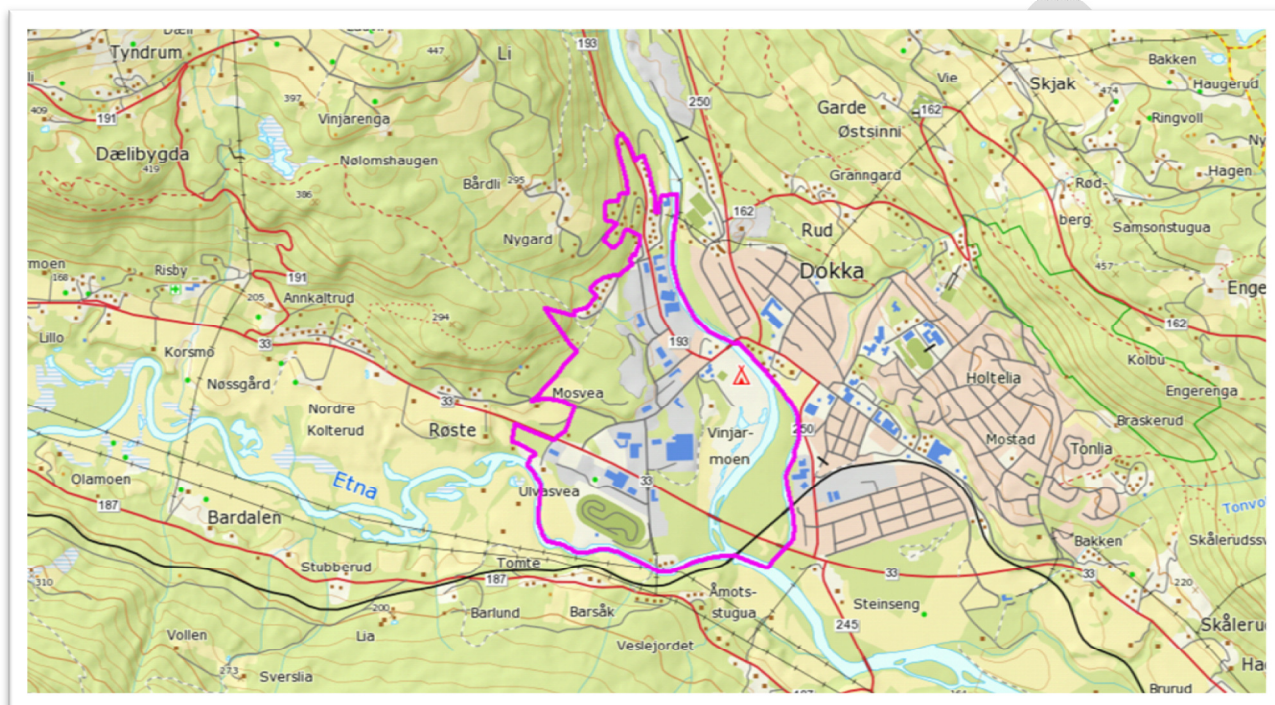 Tyndrum
447
Li
193
Bakken
Vie
Skjak
474
Haugerud
397
191
250
Garde
162
Ringvoll
409
Vinjarenga
Østsinni
Dælibygda
Nølomshaugen
419
Granngard
Hagen
386
Bårdli
295
Rød-
berg
162
Samsonstugua
Nygard
Rud
457
Risby
168
191
Dokka
205
Annkaltrud
294
162
Lillo
33
193
Korsmo
Kolbu
Nøssgård
Holtelia
Engerenga
Mosvea
33
Nordre
Kolterud
Røste
Braskerud
250
Vinjar-
moen
Mostad
Tonlia
Olamoen
Etna
Ulvasvea
33
187
Bardalen
Bakken
Stubberud
Tomte
187
33
33
310
Åmots-
stugua
220
200
Barlund
Barsåk
Steinseng
Vollen
Lia
245
Veslejordet
273
Sverslia
Brurud